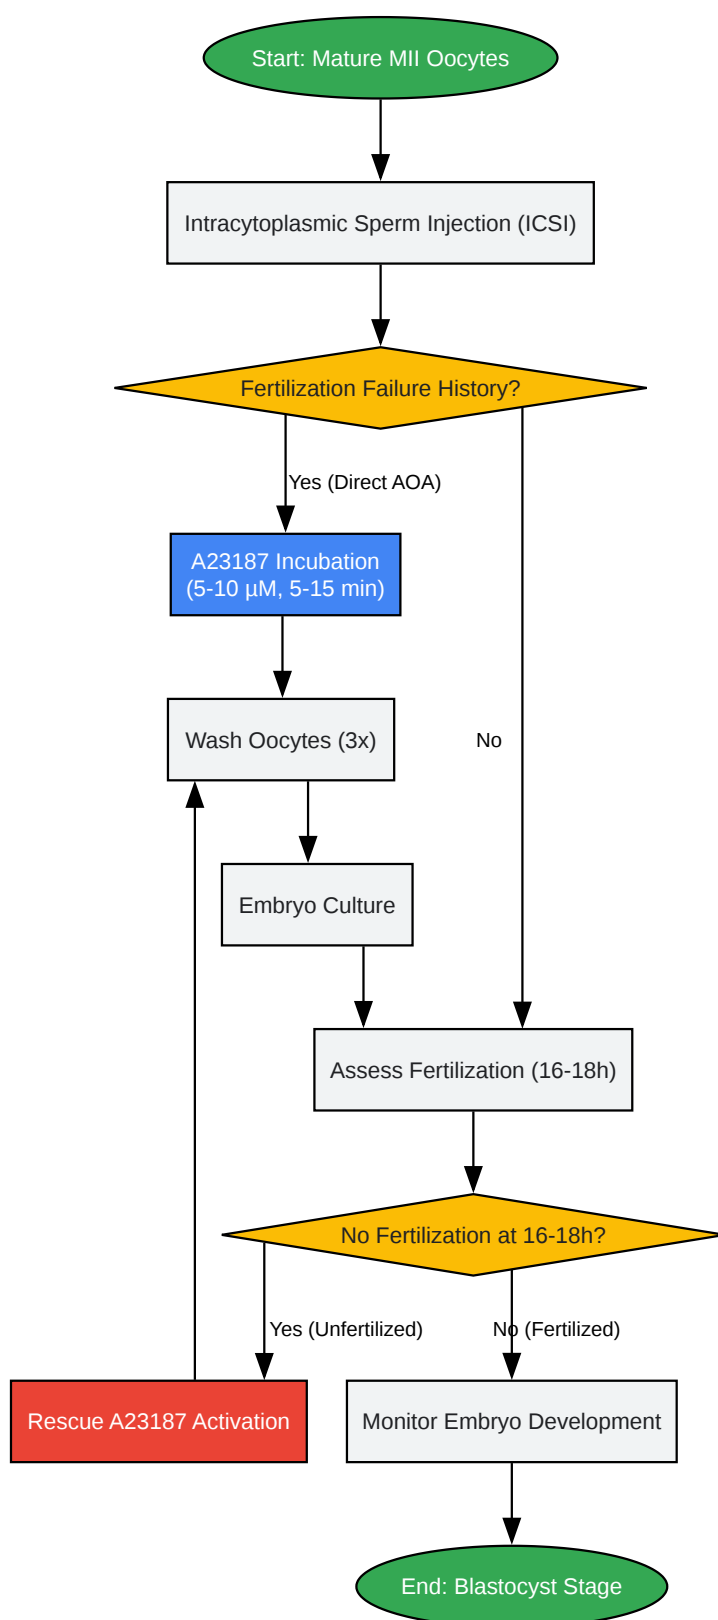 Start: Mature MII Oocytes
Intracytoplasmic Sperm Injection (ICSI)
Fertilization Failure History?
Yes (Direct AOA)
A23187 Incubation
(5-10 µM, 5-15 min)
Wash Oocytes (3x)
No
Embryo Culture
Assess Fertilization (16-18h)
No Fertilization at 16-18h?
Yes (Unfertilized)
No (Fertilized)
Rescue A23187 Activation
Monitor Embryo Development
End: Blastocyst Stage